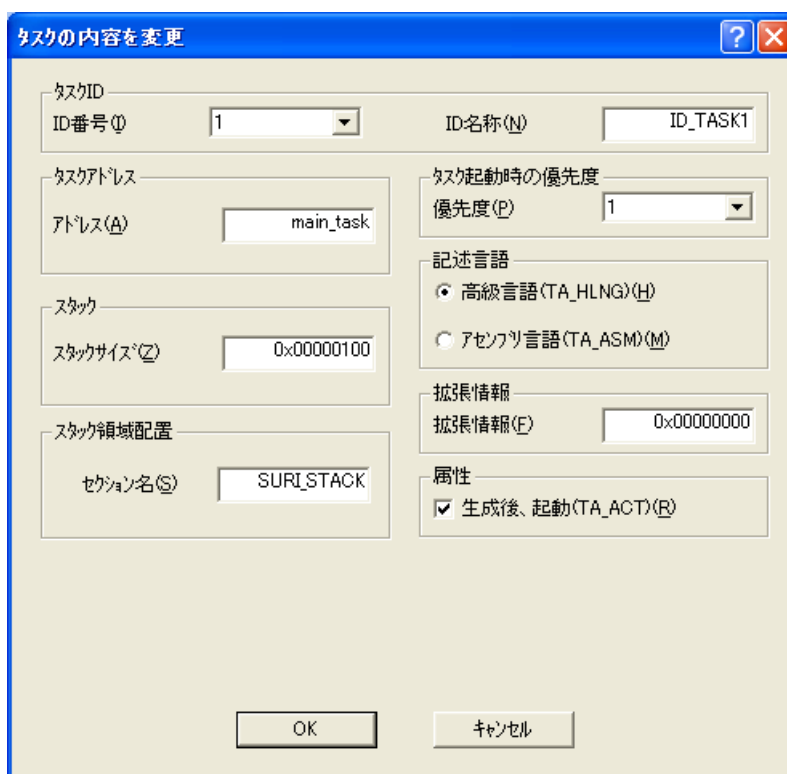 タスクの内容を変更
タスクID
ID番号(I) 1 ID名称(N) ID_TASK1
タスクアドレス
アドレス(A) main_task
タスク起動時の優先度
優先度(P) 1
記述言語
高級言語(TA_HLNG)(H)
アセンブリ言語(TA_ASM)(M)
スタック
スタックサイズ(Z) 0x00000100
拡張情報
拡張情報(F) 0x00000000
スタック領域配置
セクション名(S) SURI_STACK
属性
生成後、起動(TA_ACT)(R)
OK キャンセル